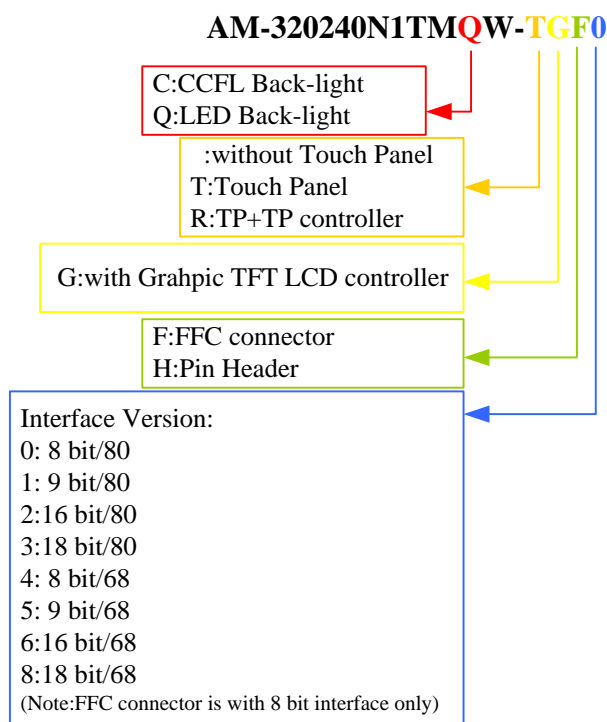 AM-320240N1TMQW-TGF0
C:CCFL Back-light
Q:LED Back-light
:without Touch Panel
T:Touch Panel
R:TP+TP controller
G:with Grahpic TFT LCD controller
F:FFC connector
H:Pin Header
Interface Version:
0: 8 bit/80
1: 9 bit/80
2:16 bit/80
3:18 bit/80
4: 8 bit/68
5: 9 bit/68
6:16 bit/68
8:18 bit/68
(Note:FFC connector is with 8 bit interface only)